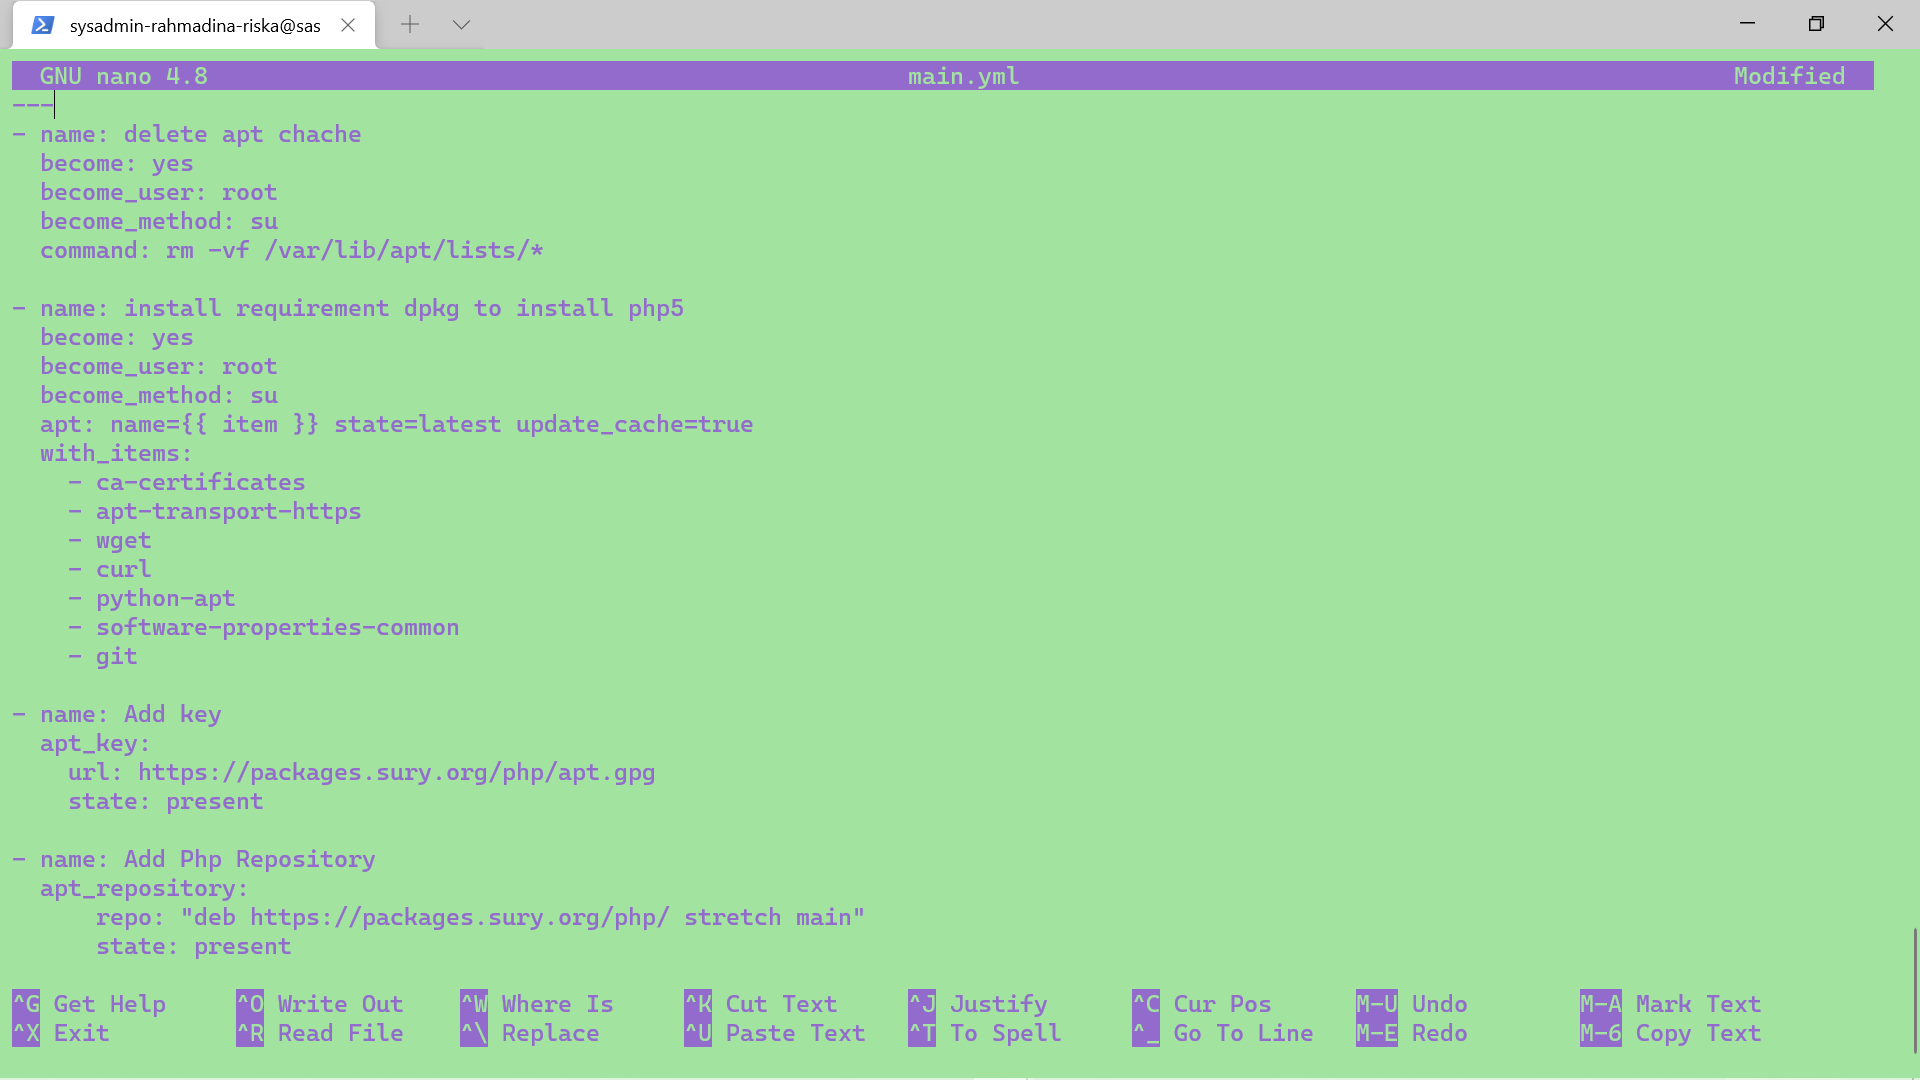 sysadmin-rahmadina-riska@sas
GNU nano 4.8 main.yml Modified
---
- name: delete apt chache
  become: yes
  become_user: root
  become_method: su
  command: rm -vf /var/lib/apt/lists/*

- name: install requirement dpkg to install php5
  become: yes
  become_user: root
  become_method: su
  apt: name={{ item }} state=latest update_cache=true
  with_items:
    - ca-certificates
    - apt-transport-https
    - wget
    - curl
    - python-apt
    - software-properties-common
    - git

- name: Add key
  apt_key:
    url: https://packages.sury.org/php/apt.gpg
    state: present

- name: Add Php Repository
  apt_repository:
      repo: "deb https://packages.sury.org/php/ stretch main"
      state: present

^G Get Help ^O Write Out ^W Where Is ^K Cut Text ^J Justify ^C Cur Pos M-U Undo M-A Mark Text
^X Exit ^R Read File ^\ Replace ^U Paste Text ^T To Spell ^_ Go To Line M-E Redo M-6 Copy Text